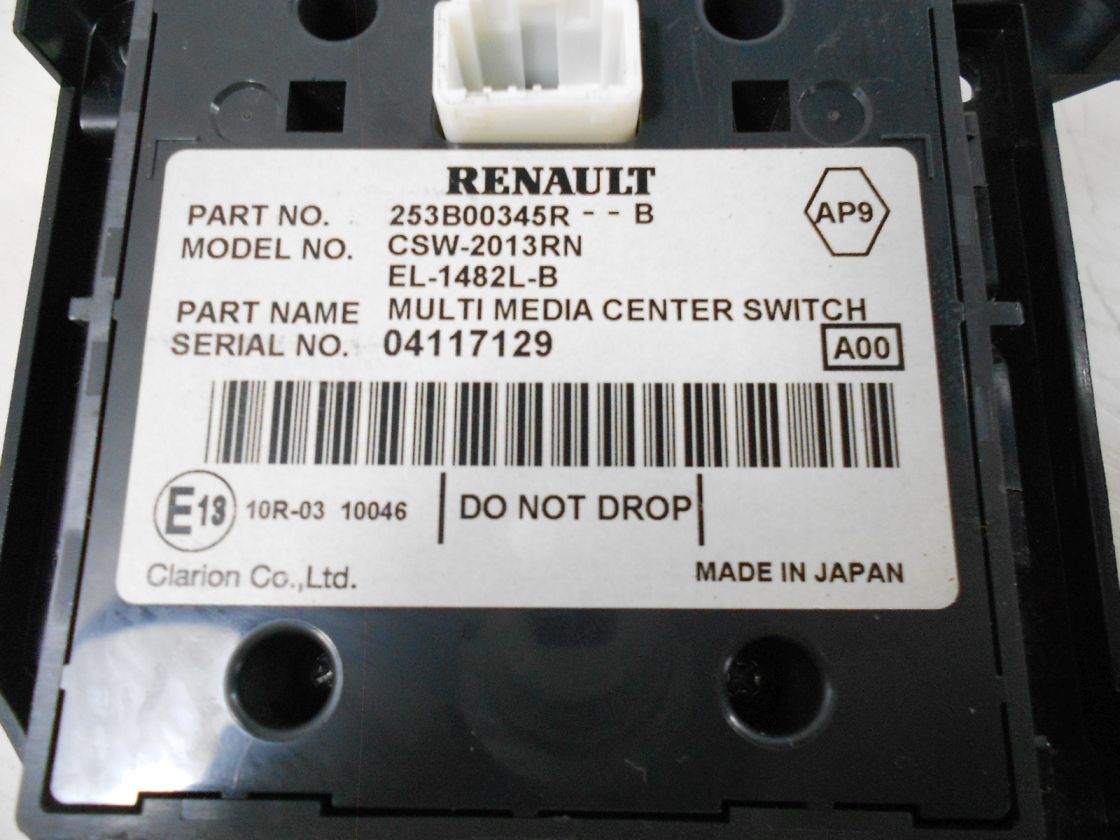 RENAULT
PART NO. 253B00345R - - B
AP9
MODEL NO. CSW-2013RN
EL-1482L-B
PART NAME MULTI MEDIA CENTER SWITCH
SERIAL NO. 04117129
A00
E13 10R-03 10046 DO NOT DROP
Clarion Co.,Ltd. MADE IN JAPAN